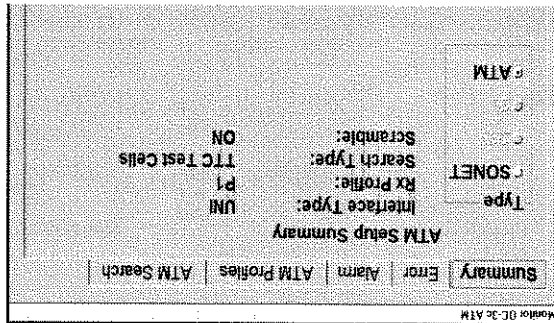 Monitor OC-3c ATM
Summary Error Alarm ATM Profiles ATM Search
ATM Setup Summary
Type
SONET
ATM
Interface Type: UNI
Rx Profile: P1
Search Type: TTC Test Cells
Scramble: ON